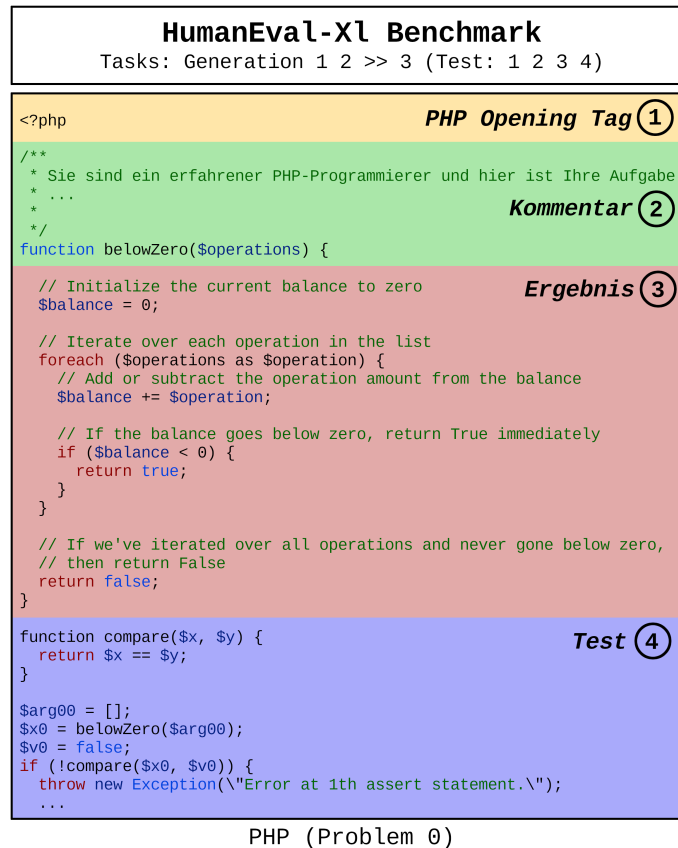 HumanEval-Xl Benchmark
Tasks: Generation 1 2 >> 3 (Test: 1 2 3 4)
<?php
PHP Opening Tag 1
/**
 * Sie sind ein erfahrener PHP-Programmierer und hier ist Ihre Aufgabe
 * ...
Kommentar 2
 *
 */
function belowZero($operations) {
  // Initialize the current balance to zero
Ergebnis 3
  $balance = 0;
  // Iterate over each operation in the list
  foreach ($operations as $operation) {
    // Add or subtract the operation amount from the balance
    $balance += $operation;
    // If the balance goes below zero, return True immediately
    if ($balance < 0) {
      return true;
    }
  }
  // If we've iterated over all operations and never gone below zero,
  // then return False
  return false;
}
function compare($x, $y) {
Test 4
  return $x == $y;
}
$arg00 = [];
$x0 = belowZero($arg00);
$v0 = false;
if (!compare($x0, $v0)) {
  throw new Exception(\"Error at 1th assert statement.\");
  ...
PHP (Problem 0)